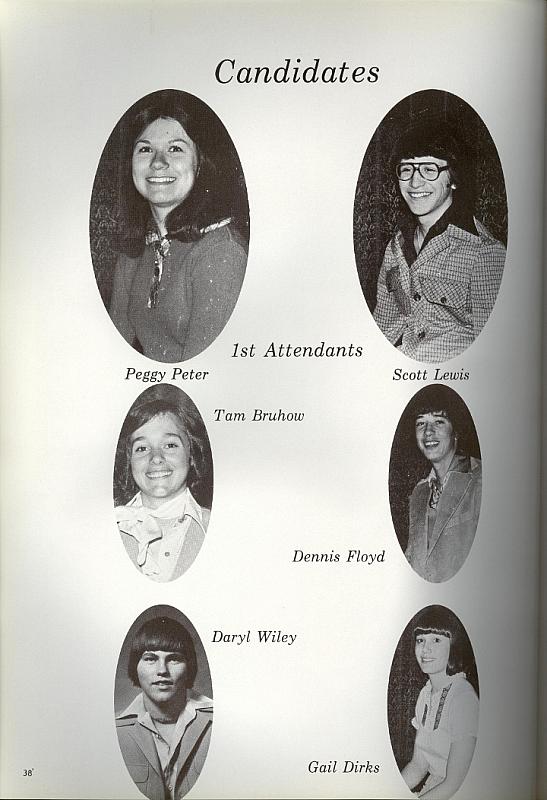 Candidates
1st Attendants
Peggy Peter
Scott Lewis
Tam Bruhow
Dennis Floyd
Daryl Wiley
Gail Dirks
38